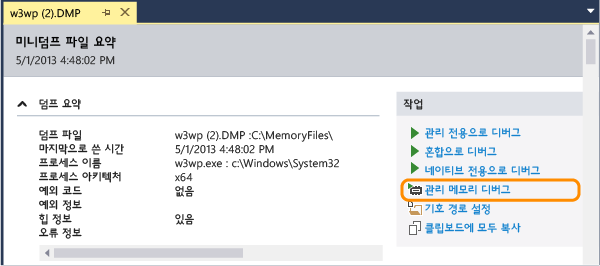 w3wp (2).DMP
미니덤프 파일 요약
5/1/2013 4:48:02 PM
덤프 요약
덤프 파일 w3wp (2).DMP :C:\MemoryFiles\
마지막으로 쓴 시간 5/1/2013 4:48:02 PM
프로세스 이름 w3wp.exe : c:\Windows\System32
프로세스 아키텍처 x64
예외 코드 없음
예외 정보
힙 정보 있음
오류 정보
작업
관리 전용으로 디버그
혼합으로 디버그
네이티브 전용으로 디버그
관리 메모리 디버그
기호 경로 설정
클립보드에 모두 복사